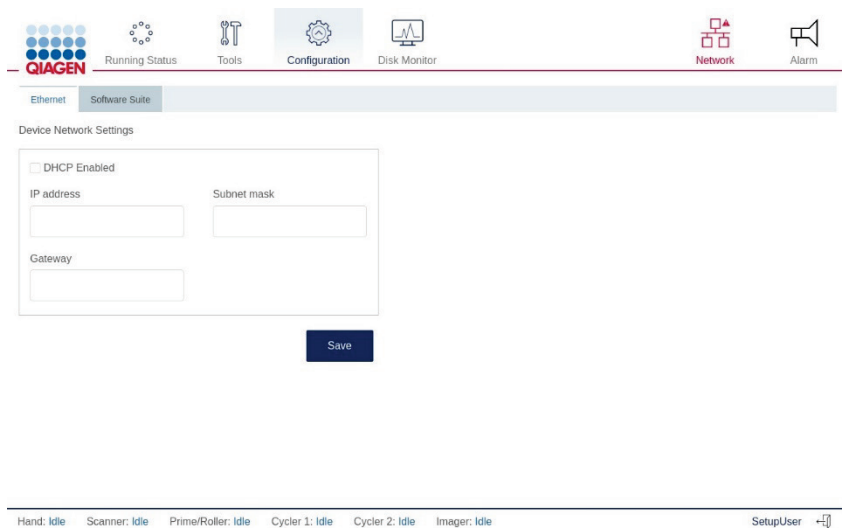 QIAGEN
Running Status Tools Configuration Disk Monitor Network Alarm
Ethernet Software Suite
Device Network Settings
DHCP Enabled
IP address Subnet mask
Gateway
Save
Hand: Idle Scanner: Idle Prime/Roller: Idle Cycler 1: Idle Cycler 2: Idle Imager: Idle SetupUser